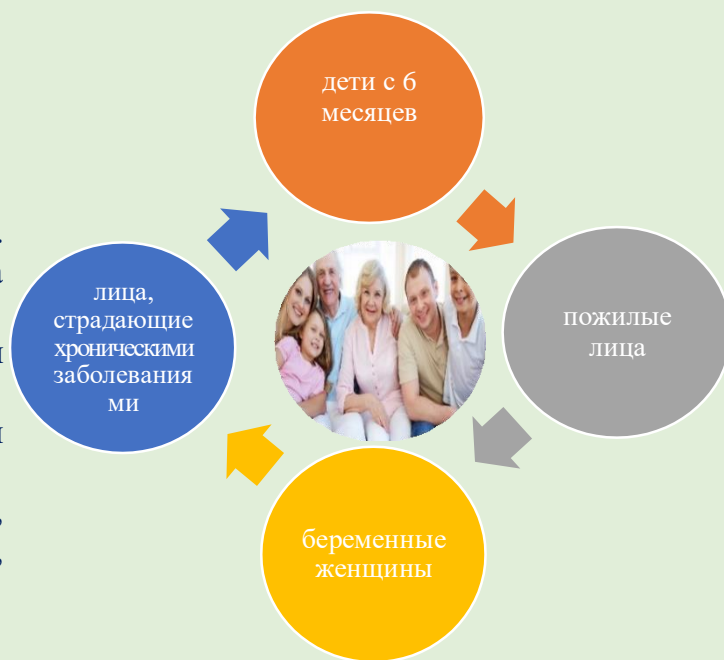 дети с 6
месяцев
лица,
страдающие
хроническими
заболевания
ми
пожилые
лица
беременные
женщины